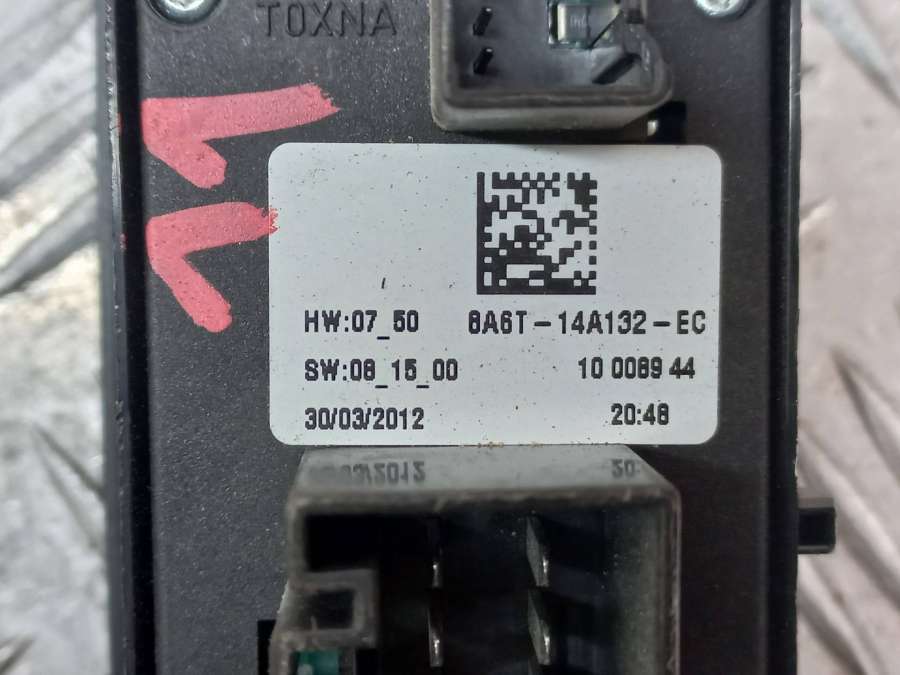 TOXNA
HW:07_50 8A6T-14A132-EC
SW:08_15_00 10 0089 44
30/03/2012 20:48